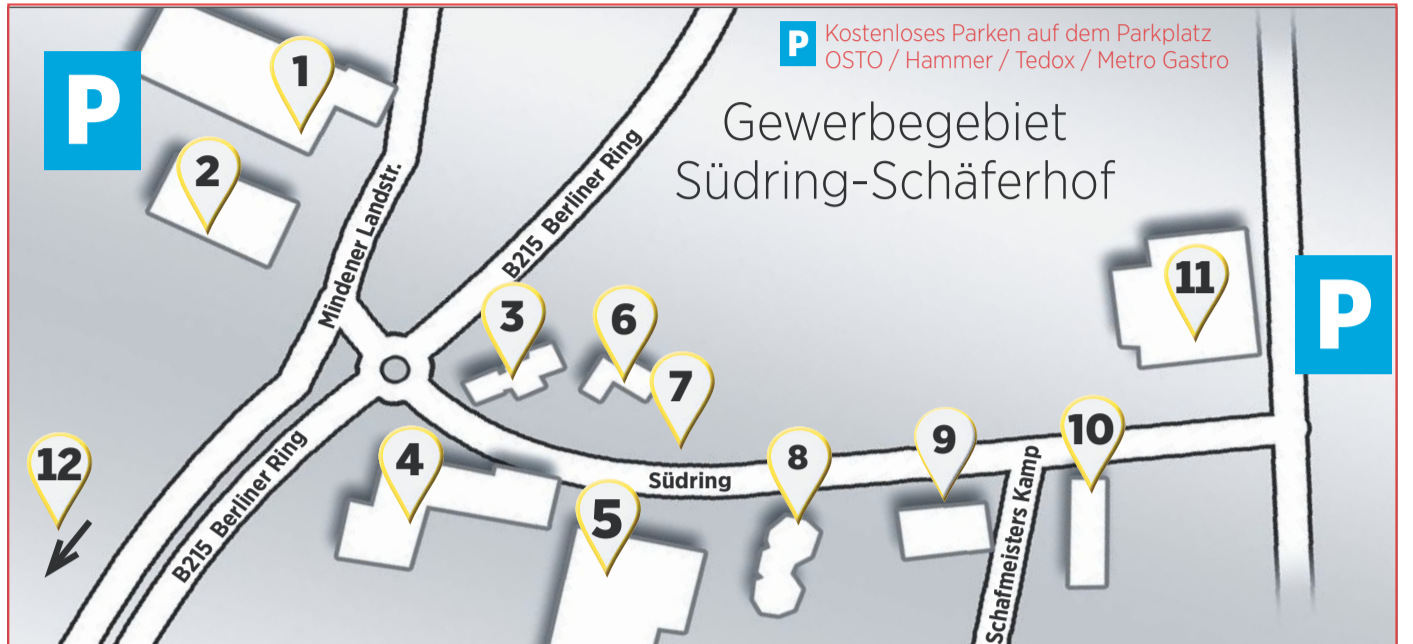 P
Kostenloses Parken auf dem Parkplatz
OSTO / Hammer / Tedox / Metro Gastro
P
Gewerbegebiet
Südring-Schäferhof
1
2
Mindener Landstr.
B215 Berliner Ring
3
6
7
11
P
12
B215 Berliner Ring
4
5
Südring
8
9
10
Schafmeisters Kamp